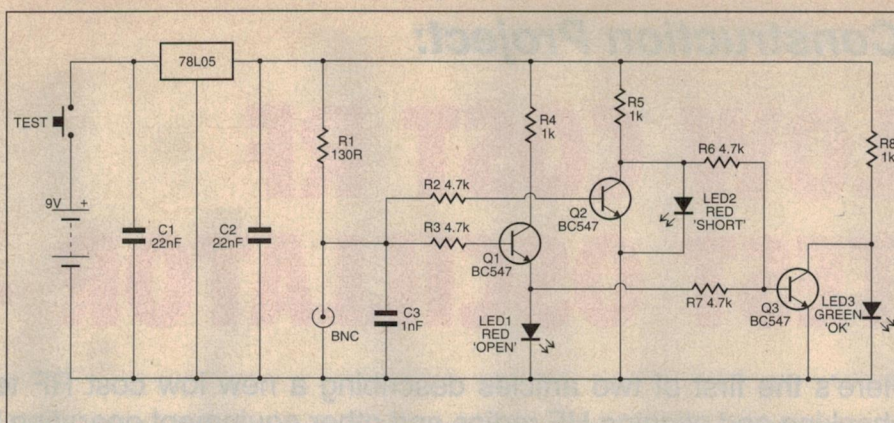 78L05
TEST
9V
+
C1
22nF
C2
22nF
R1
130R
BNC
R2 4.7k
R3 4.7k
C3
1nF
R4
1k
Q1
BC547
LED1
RED
'OPEN'
R5
1k
Q2
BC547
LED2
RED
'SHORT'
R6 4.7k
R7 4.7k
Q3
BC547
R8
1k
LED3
GREEN
'OK'
Construction Project: